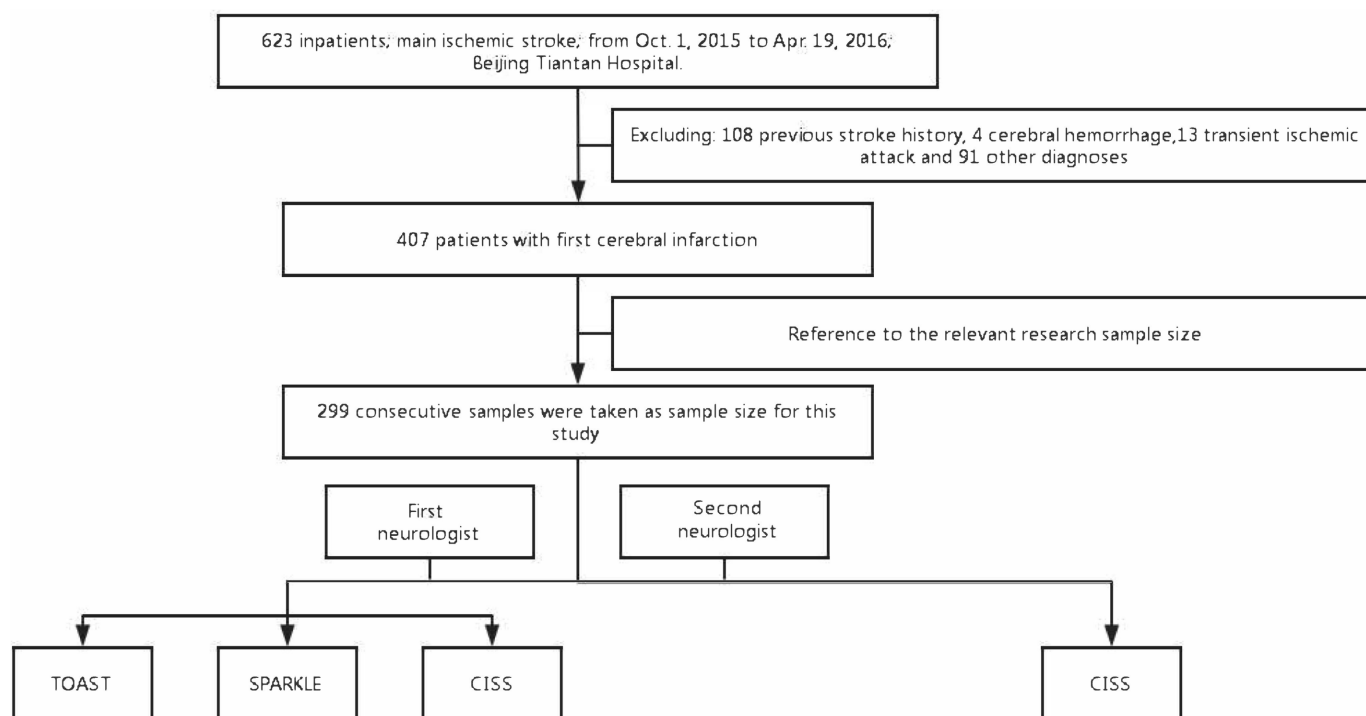 623 inpatients; main ischemic stroke; from Oct. 1, 2015 to Apr. 19, 2016;
Beijing Tiantan Hospital.
Excluding: 108 previous stroke history, 4 cerebral hemorrhage,13 transient ischemic
attack and 91 other diagnoses
407 patients with first cerebral infarction
Reference to the relevant research sample size
299 consecutive samples were taken as sample size for this
study
First
neurologist
Second
neurologist
TOAST
SPARKLE
CISS
CISS